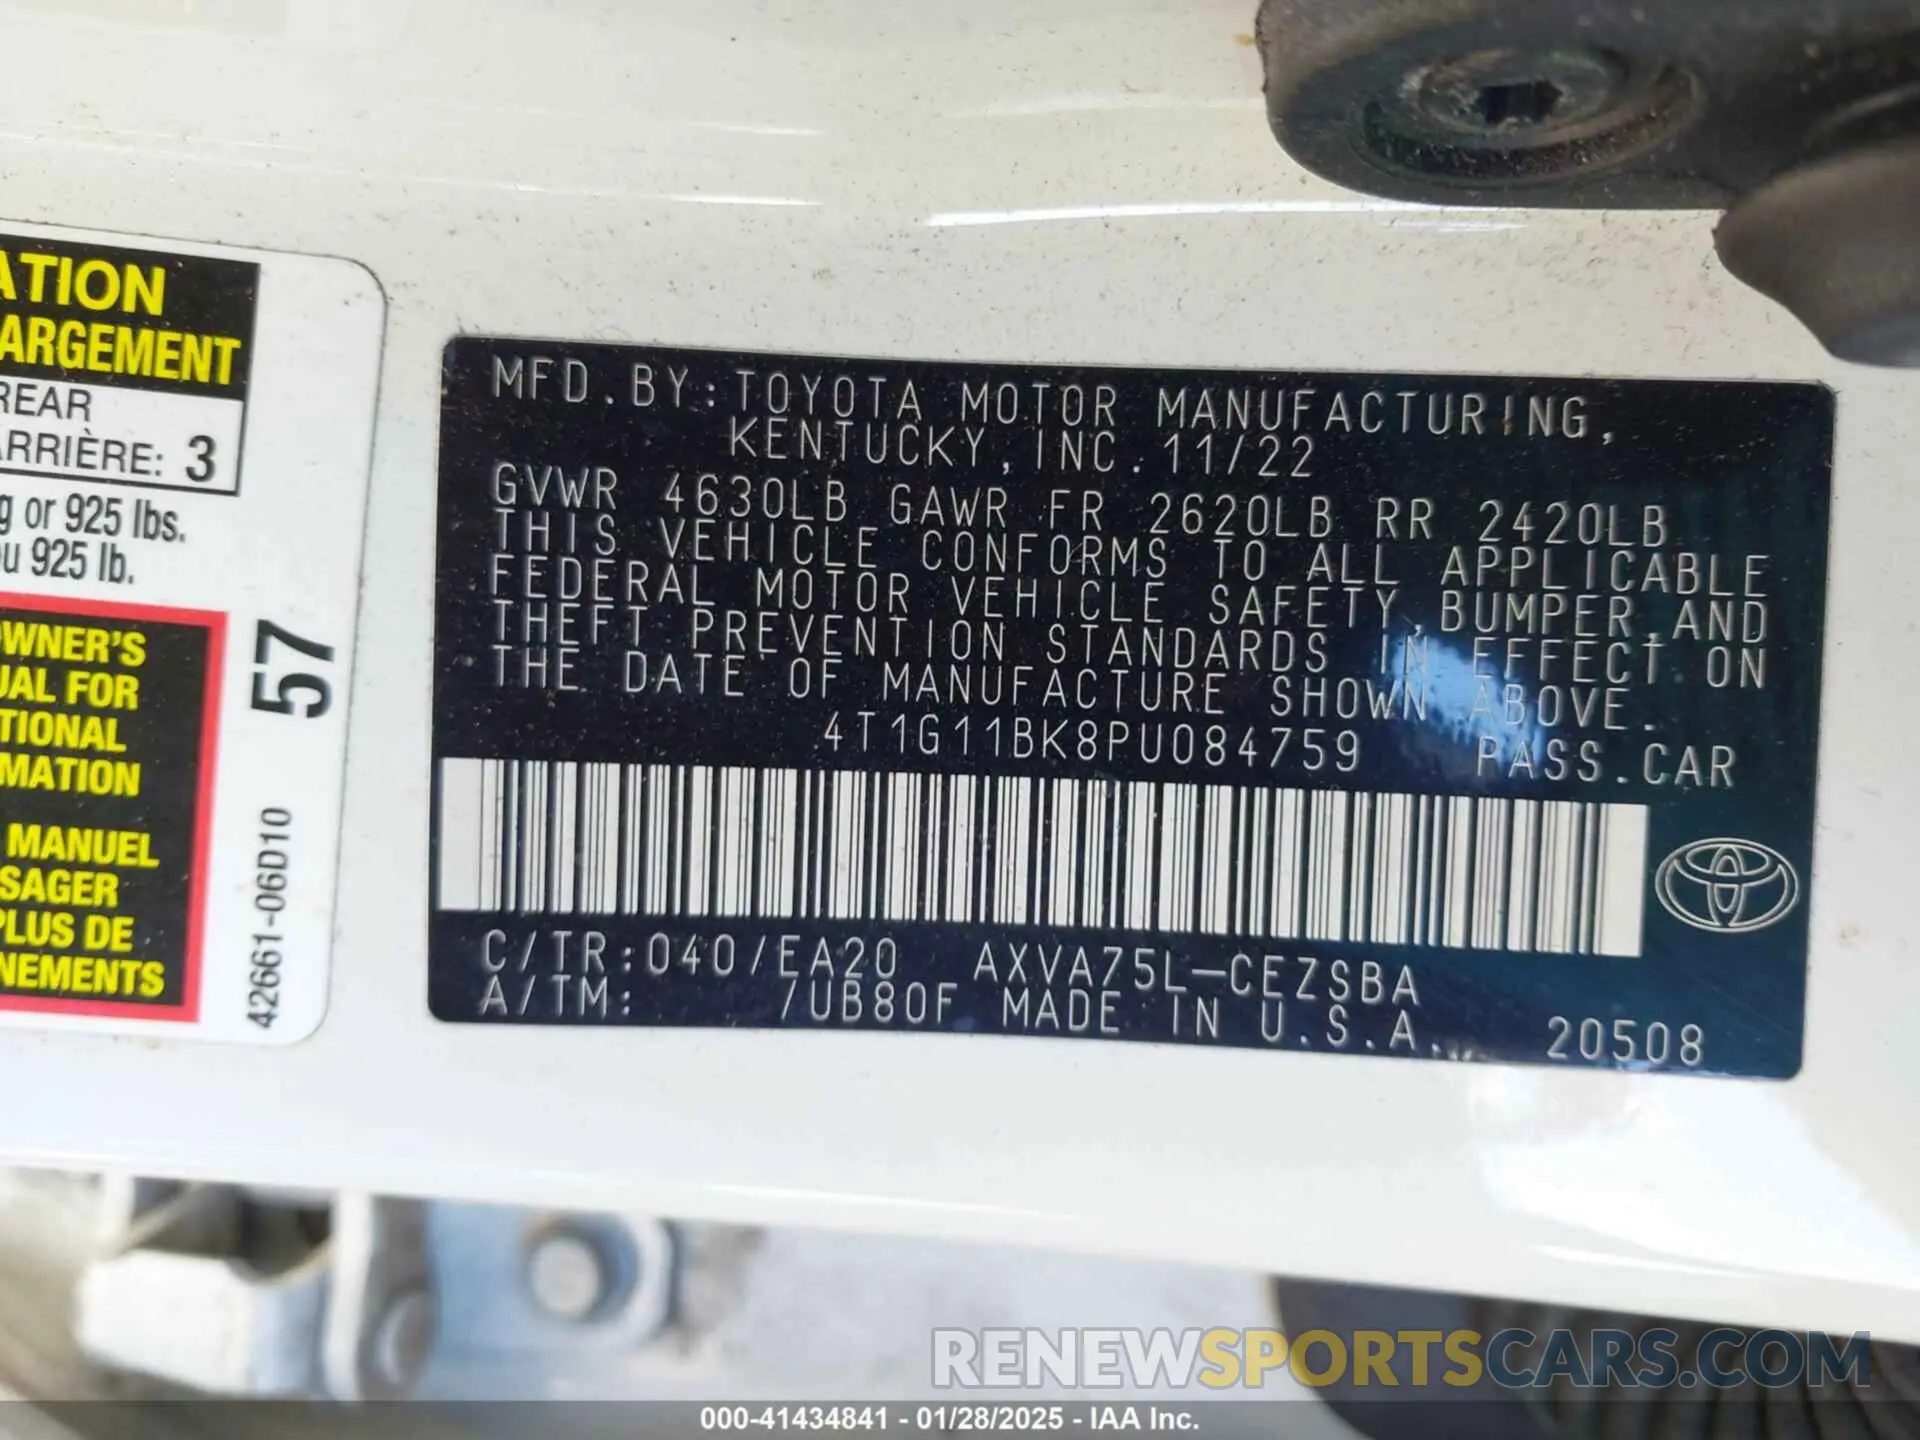 ATION
ARGEMENT
REAR
ARRIÈRE: 3
g or 925 lbs.
u 925 lb.
OWNER'S
UAL FOR
TIONAL
MATION
MANUEL
SAGER
PLUS DE
NEMENTS
57
42661-06D10
MFD. BY: TOYOTA MOTOR MANUFACTURING,
KENTUCKY, INC. 11/22
GVWR 4630LB GAWR FR 2620LB RR 2420LB
THIS VEHICLE CONFORMS TO ALL APPLICABLE
FEDERAL MOTOR VEHICLE SAFETY, BUMPER, AND
THEFT PREVENTION STANDARDS IN EFFECT ON
THE DATE OF MANUFACTURE SHOWN ABOVE.
4T1G11BK8PU084759 PASS. CAR
C/TR: 040/EA20 AXVA75L-CEZSBA
A/TM: /UB80F MADE IN U.S.A. 20508
RENEWSPORTSCARS.COM
000-41434841 - 01/28/2025 - IAA Inc.